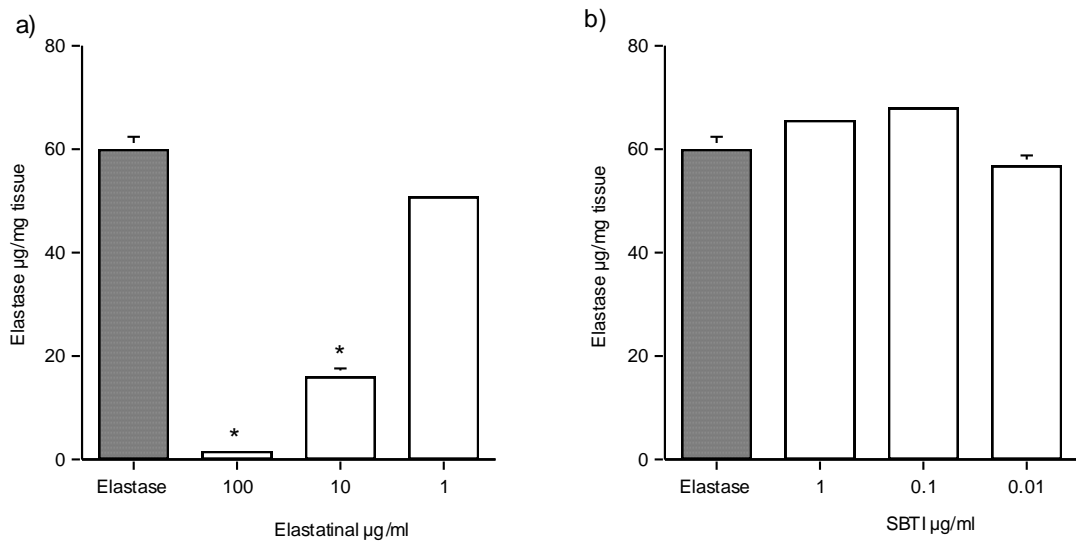 a)
80
60
40
20
0
Elastase µg/mg tissue
*
*
Elastase 100 10 1
Elastatinal µg/ml
b)
80
60
40
20
0
Elastase µg/mg tissue
Elastase 1 0.1 0.01
SBTI µg/ml